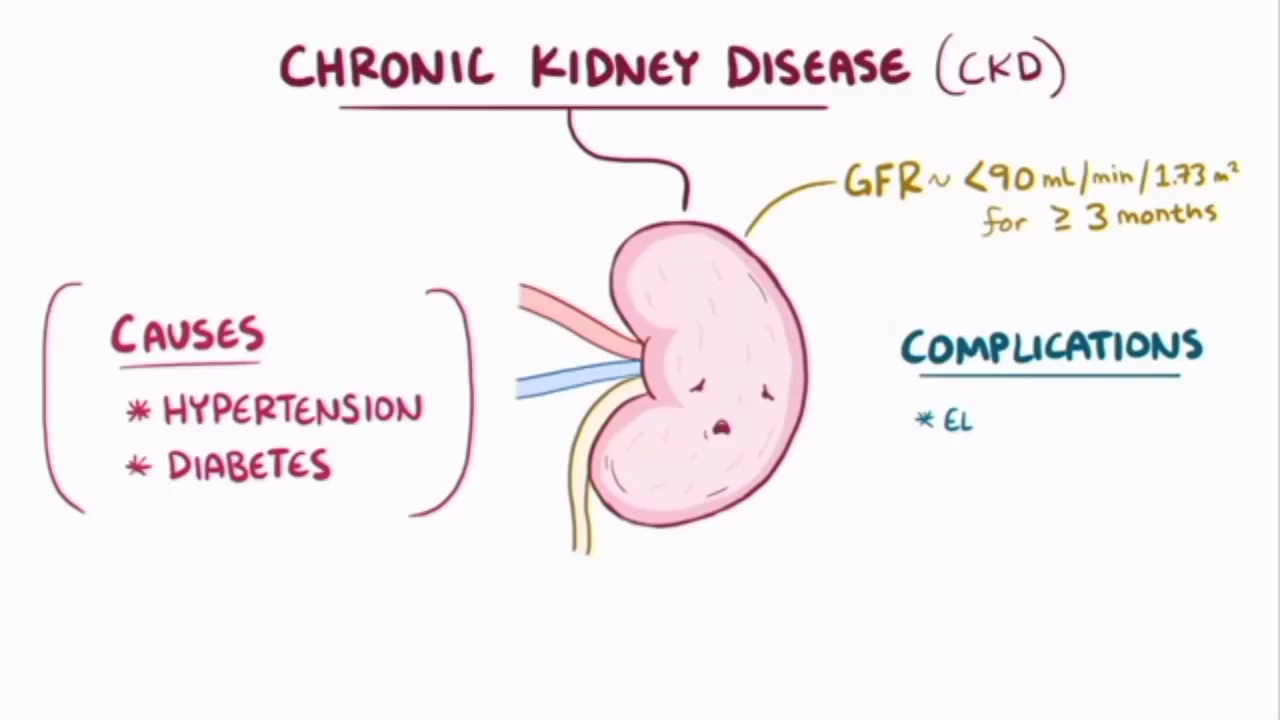 CHRONIC KIDNEY DISEASE (CKD)
GFR ~ <90 mL/min/1.73 m²
for ≥ 3 months
CAUSES
* HYPERTENSION
* DIABETES
COMPLICATIONS
* EL